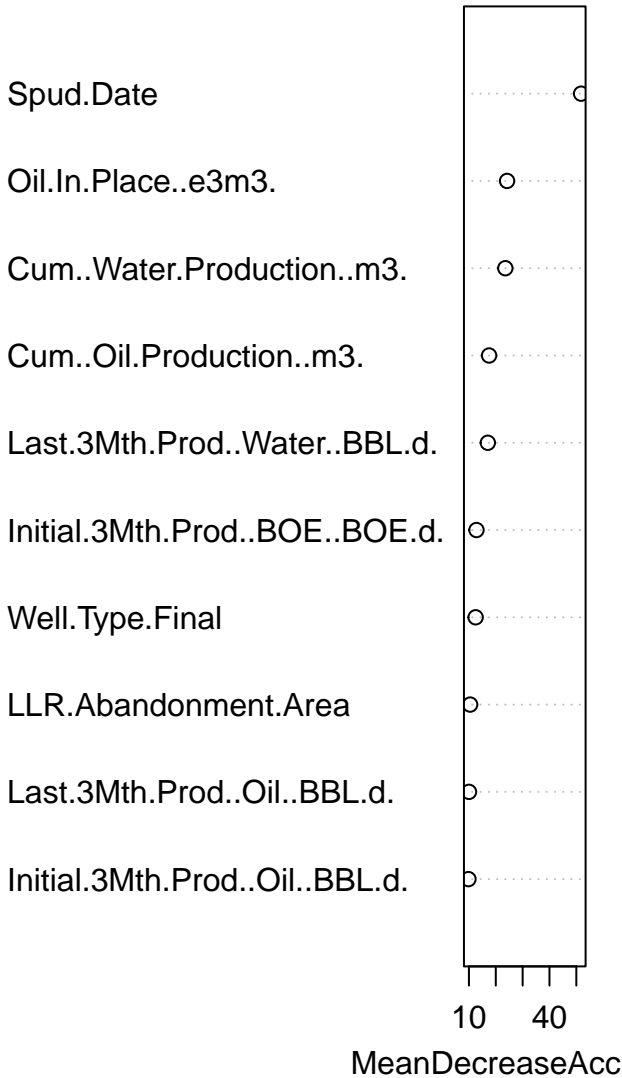 Spud.Date
Oil.In.Place..e3m3.
Cum..Water.Production..m3.
Cum..Oil.Production..m3.
Last.3Mth.Prod..Water..BBL.d.
Initial.3Mth.Prod..BOE..BOE.d.
Well.Type.Final
LLR.Abandonment.Area
Last.3Mth.Prod..Oil..BBL.d.
Initial.3Mth.Prod..Oil..BBL.d.
10 40
MeanDecreaseAcc